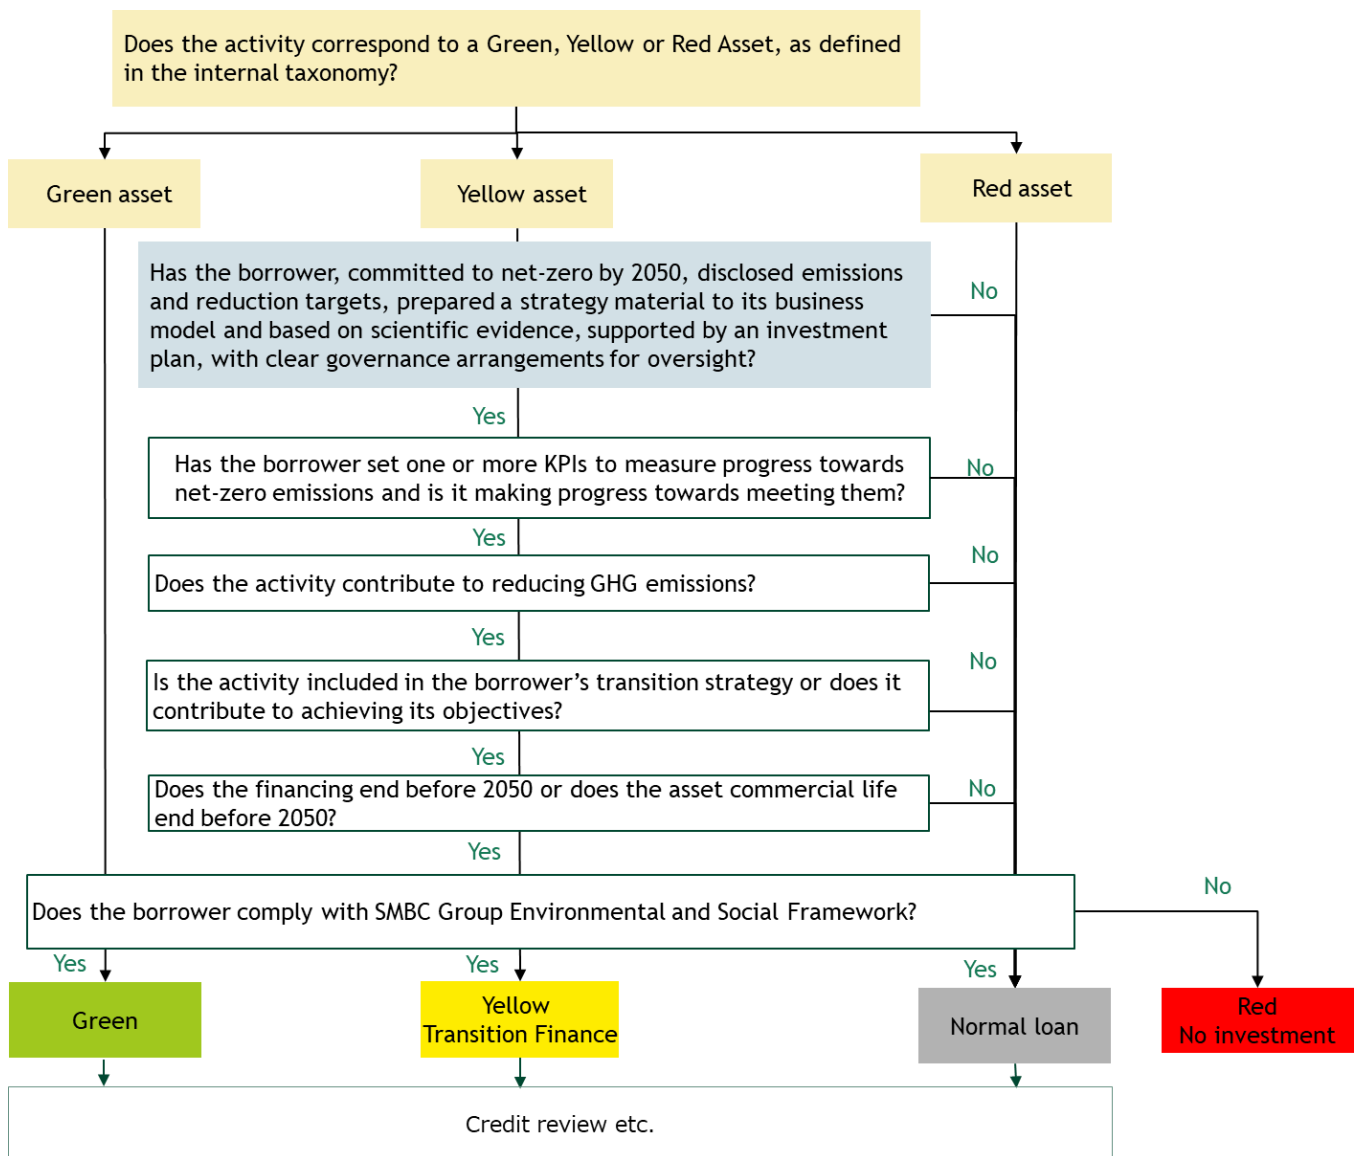 Does the activity correspond to a Green, Yellow or Red Asset, as defined
in the internal taxonomy?
Green asset
Yellow asset
Red asset
Has the borrower, committed to net-zero by 2050, disclosed emissions
and reduction targets, prepared a strategy material to its business
model and based on scientific evidence, supported by an investment
plan, with clear governance arrangements for oversight?
No
Yes
Has the borrower set one or more KPIs to measure progress towards
net-zero emissions and is it making progress towards meeting them?
No
Yes
Does the activity contribute to reducing GHG emissions?
No
Yes
Is the activity included in the borrower's transition strategy or does it
contribute to achieving its objectives?
No
Yes
Does the financing end before 2050 or does the asset commercial life
end before 2050?
No
Yes
Does the borrower comply with SMBC Group Environmental and Social Framework?
No
Yes
Yes
Yes
Green
Yellow
Transition Finance
Normal loan
Red
No investment
Credit review etc.